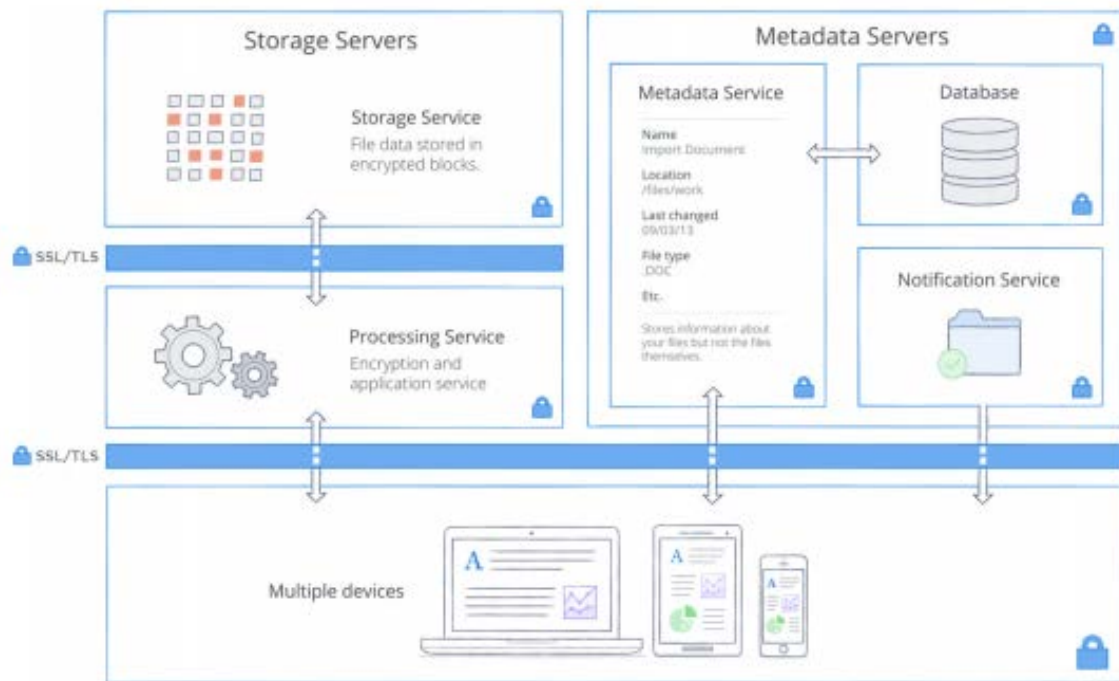 Storage Servers
Storage Service
File data stored in
encrypted blocks.
SSL/TLS
Processing Service
Encryption and
application service
Metadata Servers
Metadata Service
Name
Import Document
Location
/files/work
Last changed
09/03/13
File type
.DOC
Etc.
Stores information about
your files but not the files
themselves.
Database
Notification Service
SSL/TLS
Multiple devices
A
A
A